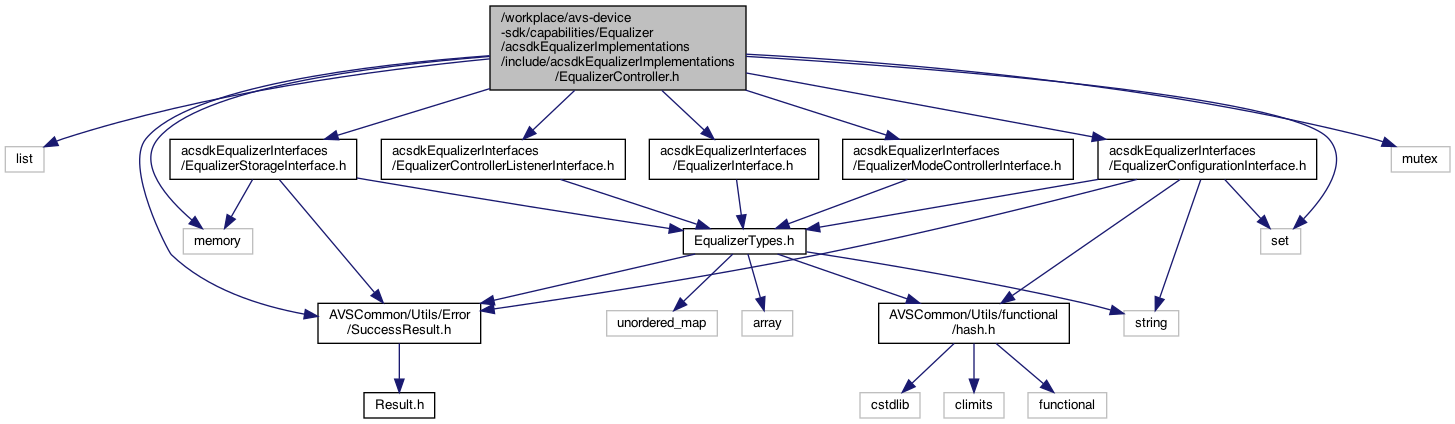 /workplace/avs-device
-sdk/capabilities/Equalizer
/acsdkEqualizerImplementations
/include/acsdkEqualizerImplementations
/EqualizerController.h
list
acsdkEqualizerInterfaces
/EqualizerStorageInterface.h
acsdkEqualizerInterfaces
/EqualizerControllerListenerInterface.h
acsdkEqualizerInterfaces
/EqualizerInterface.h
acsdkEqualizerInterfaces
/EqualizerModeControllerInterface.h
acsdkEqualizerInterfaces
/EqualizerConfigurationInterface.h
mutex
memory
EqualizerTypes.h
set
AVSCommon/Utils/Error
/SuccessResult.h
unordered_map
array
AVSCommon/Utils/functional
/hash.h
string
Result.h
cstdlib
climits
functional